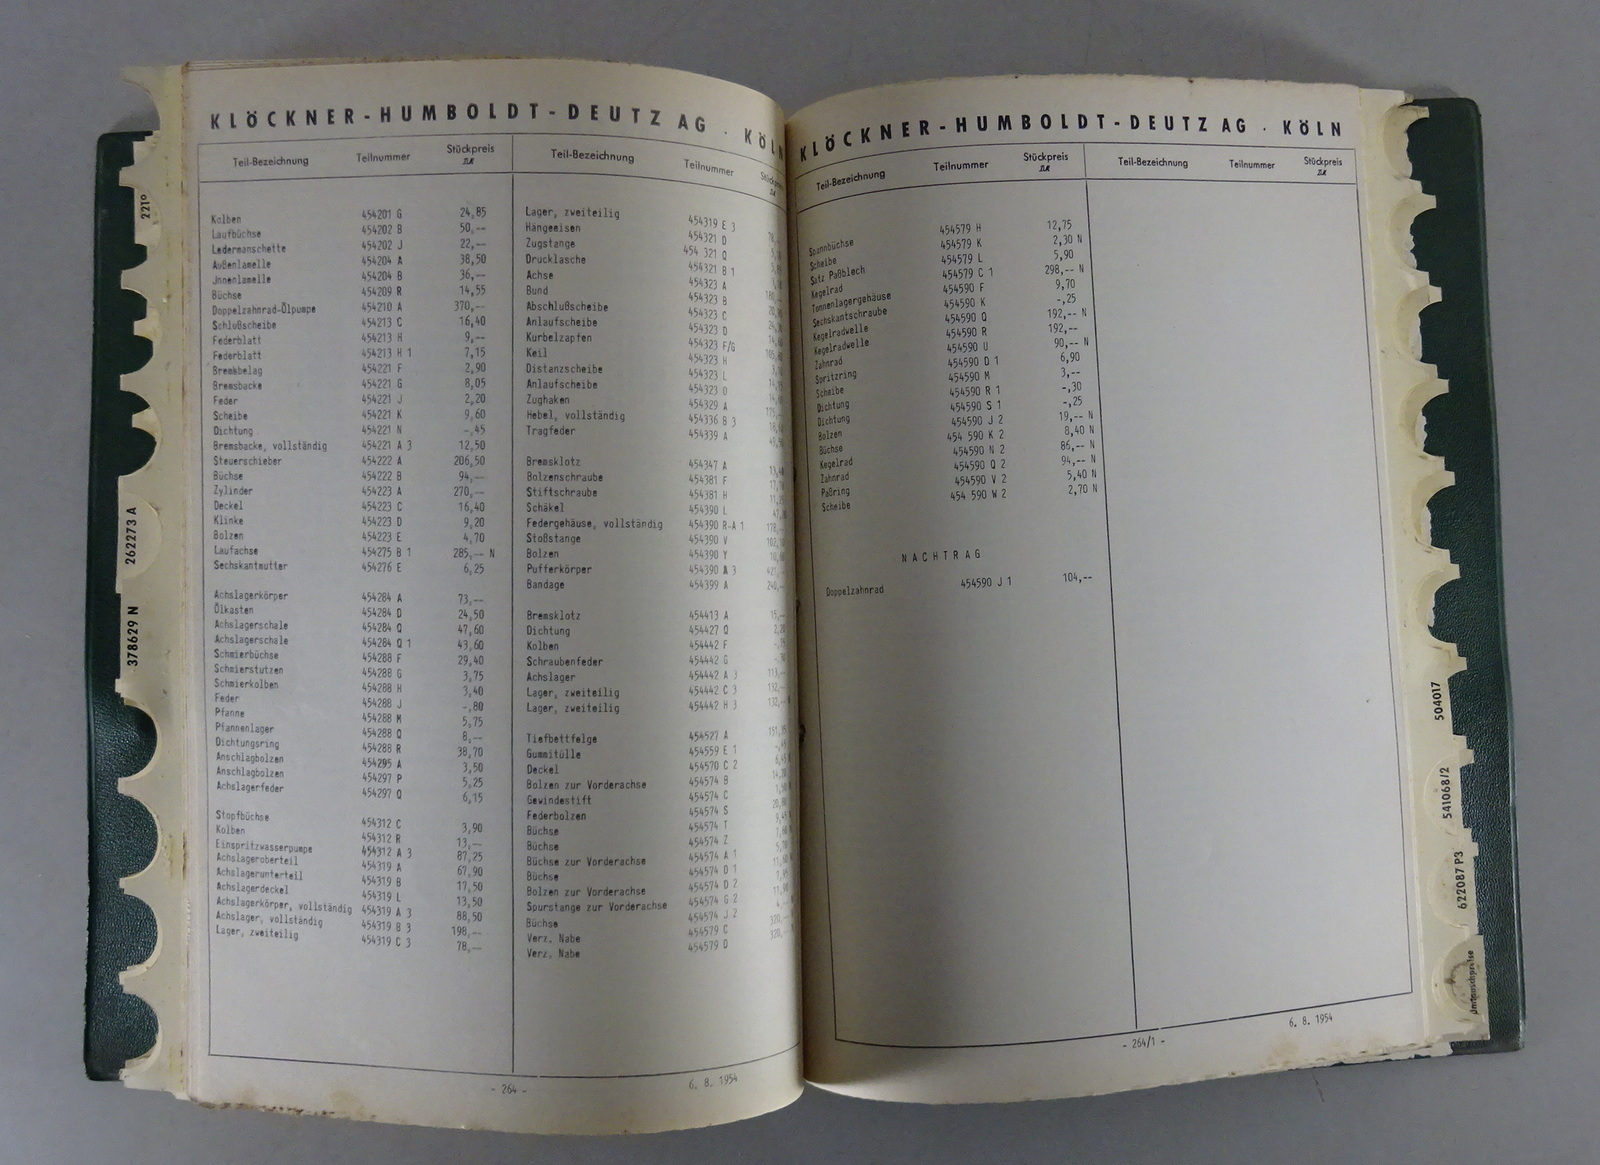 KLÖCKNER-HUMBOLDT-DEUTZ AG · KÖLN
Teil-Bezeichnung Teilnummer Stückpreis
Kolben 454201 G 24,85
Laufbüchse 454202 B 50,--
Ledermanschette 454202 J 22,--
Außenlamelle 454204 A 38,50
Jnnenlamelle 454204 B 36,--
Büchse 454209 R 14,55
Doppelzahnrad-Ölpumpe 454210 A 370,--
Schlußscheibe 454213 C 16,40
Federblatt 454213 H 9,--
Federblatt 454213 H 1 7,15
Bremsbelag 454221 F 2,90
Bremsbacke 454221 G 8,05
Feder 454221 J 2,20
Scheibe 454221 K 9,60
Dichtung 454221 N -,45
Bremsbacke, vollständig 454221 A 3 12,50
Steuerschieber 454222 A 206,50
Büchse 454222 B 94,--
Zylinder 454223 A 270,--
Deckel 454223 C 16,40
Klinke 454223 D 9,20
Bolzen 454223 E 4,70
Laufachse 454275 B 1 285,-- N
Sechskantmutter 454276 E 6,25
Achslagerkörper 454284 A 73,--
Ölkasten 454284 D 24,50
Achslagerschale 454284 Q 47,60
Achslagerschale 454284 Q 1 43,60
Schmierbüchse 454288 F 29,40
Schmierstutzen 454288 G 3,75
Schmierkolben 454288 H 3,40
Feder 454288 J -,80
Pfanne 454288 M 5,75
Pfannenlager 454288 Q 8,--
Dichtungsring 454288 R 38,70
Anschlagbolzen 454295 A 3,50
Anschlagbolzen 454297 P 5,25
Achslagerfeder 454297 Q 6,15
Stopfbüchse 454312 C 3,90
Kolben 454312 R 13,--
Einspritzwasserpumpe 454312 A 3 87,25
Achslageroberteil 454319 A 67,90
Achslagerunterteil 454319 B 17,50
Achslagerdeckel 454319 L 13,50
Achslagerkörper, vollständig 454319 A 3 88,50
Achslager, vollständig 454319 B 3 198,--
Lager, zweiteilig 454319 C 3 78,--
Teil-Bezeichnung Teilnummer
Lager, zweiteilig 454319 E 3
Hängeeisen 454321 D
Zugstange 454 321 Q
Drucklasche 454321 B 1
Achse 454323 A
Bund 454323 B
Abschlußscheibe 454323 C
Anlaufscheibe 454323 D
Kurbelzapfen 454323 F/G
Keil 454323 H
Distanzscheibe 454323 L
Anlaufscheibe 454323 O
Zughaken 454329 A
Hebel, vollständig 454336 B 3
Tragfeder 454339 A
Bremsklotz 454347 A
Bolzenschraube 454381 F
Stiftschraube 454381 H
Schäkel 454390 L
Federgehäuse, vollständig 454390 R-A 1
Stoßstange 454390 V
Bolzen 454390 Y
Pufferkörper 454390 A 3
Bandage 454399 A
Bremsklotz 454413 A
Dichtung 454427 Q
Kolben 454442 F
Schraubenfeder 454442 G
Achslager 454442 A 3
Lager, zweiteilig 454442 C 3
Lager, zweiteilig 454442 H 3
Tiefbettfelge 454527 A
Gummitülle 454559 E 1
Deckel 454570 C 2
Bolzen zur Vorderachse 454574 B
Gewindestift 454574 C
Federbolzen 454574 S
Büchse 454574 T
Büchse 454574 Z
Büchse zur Vorderachse 454574 A 1
Büchse 454574 D 1
Bolzen zur Vorderachse 454574 D 2
Spurstange zur Vorderachse 454574 G 2
Büchse 454574 J 2
Verz. Nabe 454579 C
Verz. Nabe 454579 D
- 264 -
6. 8. 1954
KLÖCKNER-HUMBOLDT-DEUTZ AG · KÖLN
Teil-Bezeichnung Teilnummer Stückpreis
Spannbüchse 454579 H 12,75
Scheibe 454579 K 2,30 N
Satz Paßblech 454579 L 5,90
Kegelrad 454579 C 1 298,-- N
Tonnenlagergehäuse 454590 F 9,70
Sechskantschraube 454590 K -,25
Kegelradwelle 454590 Q 192,-- N
Kegelradwelle 454590 R 192,--
Zahnrad 454590 U 90,-- N
Spritzring 454590 D 1 6,90
Scheibe 454590 M 3,--
Dichtung 454590 R 1 -,30
Dichtung 454590 S 1 -,25
Bolzen 454590 J 2 19,-- N
Büchse 454 590 K 2 8,40 N
Kegelrad 454590 N 2 86,-- N
Zahnrad 454590 Q 2 94,-- N
Paßring 454590 V 2 5,40 N
Scheibe 454 590 W 2 2,70 N
NACHTRAG
Doppelzahnrad 454590 J 1 104,--
Teil-Bezeichnung Teilnummer Stückpreis
- 264/1 -
6. 8. 1954
262273 A
378629 N
504017
541068/2
622087 P3